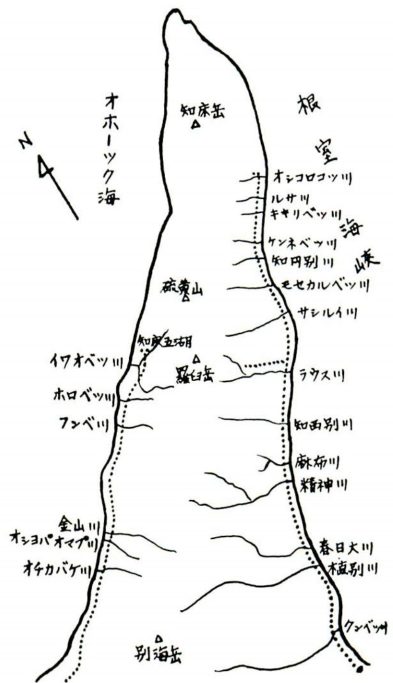 オホーツク海
根室海峡
N
知床岳
硫黄山
知床五湖
羅臼岳
別海岳
イワオベッ川
ホロベッ川
フンベ川
金山川
オショパオマブ川
オチカバケ川
オショロコツ川
ルサ川
キキリベツ川
ケンネベツ川
知円別川
モセカルベツ川
サシルイ川
ラウス川
知西別川
麻布川
精神川
春日大川
植別川
クンベツ川